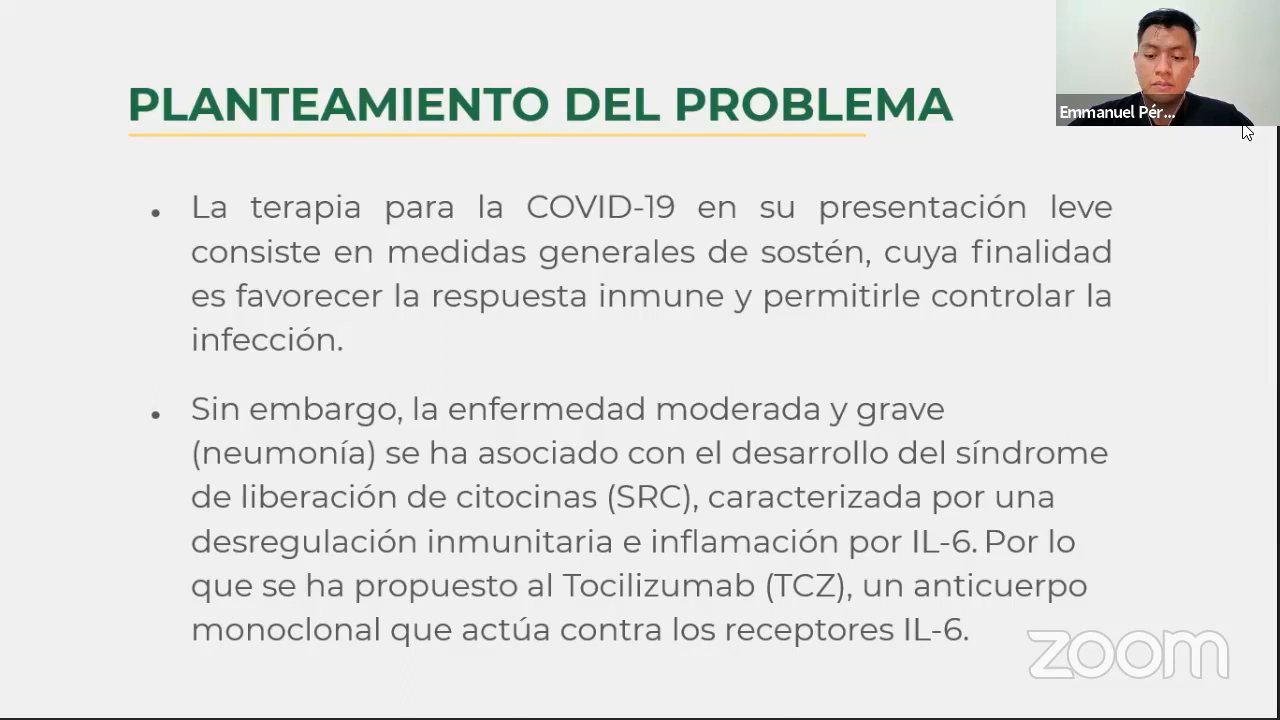 PLANTEAMIENTO DEL PROBLEMA
Emmanuel Pér...
• La terapia para la COVID-19 en su presentación leve
consiste en medidas generales de sostén, cuya finalidad
es favorecer la respuesta inmune y permitirle controlar la
infección.
• Sin embargo, la enfermedad moderada y grave
(neumonía) se ha asociado con el desarrollo del síndrome
de liberación de citocinas (SRC), caracterizada por una
desregulación inmunitaria e inflamación por IL-6. Por lo
que se ha propuesto al Tocilizumab (TCZ), un anticuerpo
monoclonal que actúa contra los receptores IL-6.
zoom